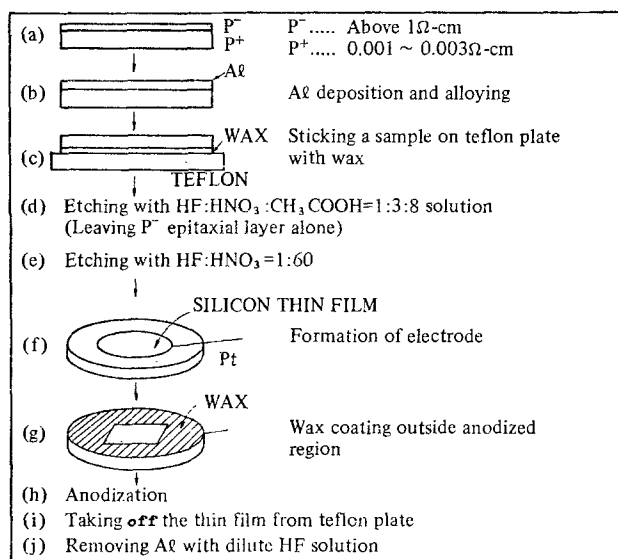 (a) P⁻ P⁻ ..... Above 1Ω-cm
P⁺ P⁺ ..... 0.001 ~ 0.003Ω-cm
Aℓ
(b) Aℓ deposition and alloying
WAX Sticking a sample on teflon plate
(c) with wax
TEFLON
(d) Etching with HF:HNO₃:CH₃COOH=1:3:8 solution
(Leaving P⁻ epitaxial layer alone)
(e) Etching with HF:HNO₃=1:60
SILICON THIN FILM
(f) Formation of electrode
Pt
WAX
(g) Wax coating outside anodized
region
(h) Anodization
(i) Taking off the thin film from teflon plate
(j) Removing Aℓ with dilute HF solution